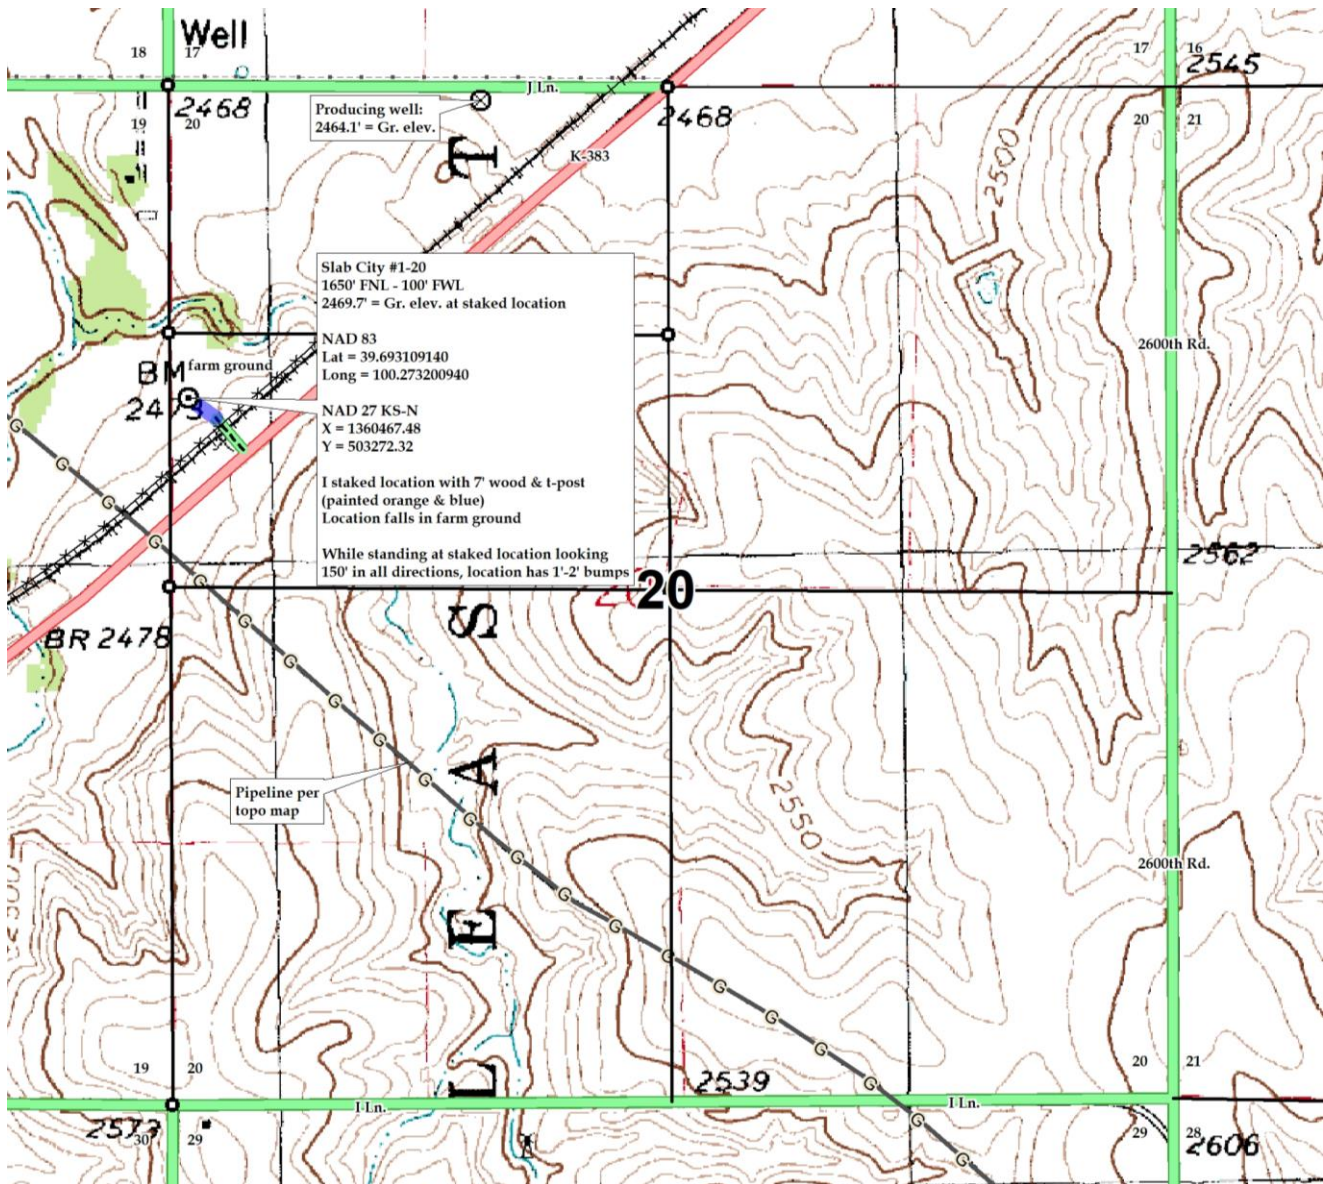 Well
18
17
17
16
2545
J Ln.
2468
Producing well:
2464.1' = Gr. elev.
2468
19
20
20
21
T
K-383
2500
Slab City #1-20
1650' FNL - 100' FWL
2469.7' = Gr. elev. at staked location
NAD 83
Lat = 39.693109140
Long = 100.273200940
NAD 27 KS-N
X = 1360467.48
Y = 503272.32
I staked location with 7' wood & t-post
(painted orange & blue)
Location falls in farm ground
While standing at staked location looking
150' in all directions, location has 1'-2' bumps
2600th Rd.
BM
farm ground
G
G
G
G
2562
G
20
G
S
BR 2478
G
G
G
A
G
Pipeline per
topo map
G
2550
G
G
2600th Rd.
G
E
G
G
G
G
G
19
20
20
21
2539
G
L
I Ln.
I Ln.
G
30
29
29
28
2606
G